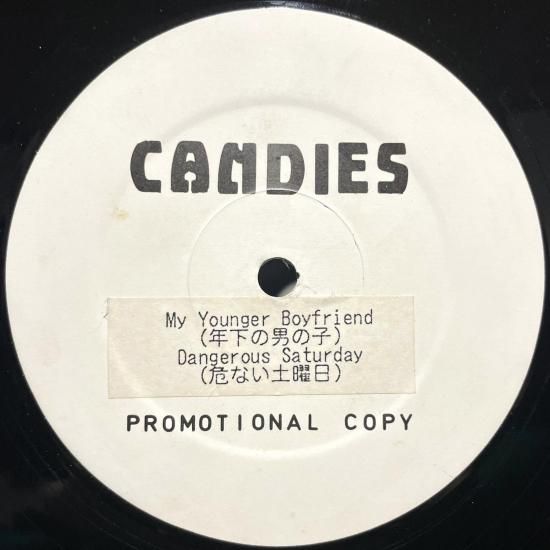 CANDIES
My Younger Boyfriend
(年下の男の子)
Dangerous Saturday
(危ない土曜日)
PROMOTIONAL COPY